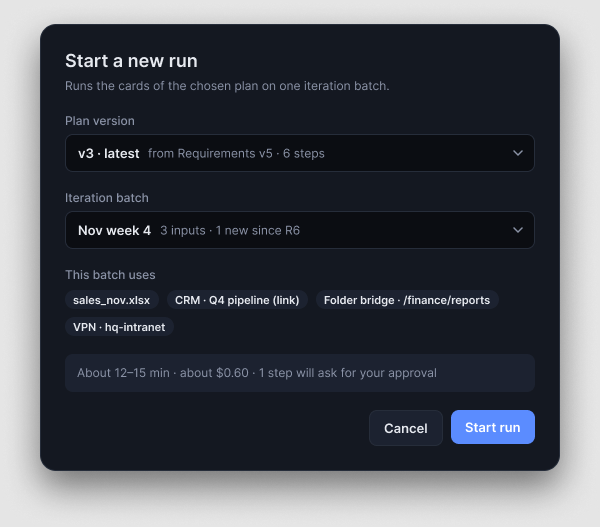 Start a new run
Runs the cards of the chosen plan on one iteration batch.
Plan version
v3 · latest from Requirements v5 · 6 steps
Iteration batch
Nov week 4 3 inputs · 1 new since R6
This batch uses
sales_nov.xlsx CRM · Q4 pipeline (link) Folder bridge · /finance/reports
VPN · hq-intranet
About 12–15 min · about $0.60 · 1 step will ask for your approval
Cancel Start run